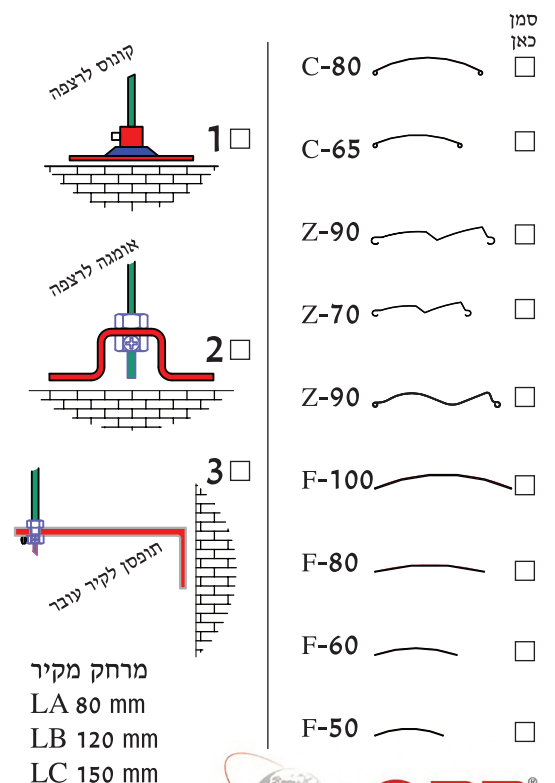 סמן
כאן
C-80
C-65
Z-90
Z-70
Z-90
F-100
F-80
F-60
F-50
קונוס לרצפה
1
אומגה לרצפה
2
3
תופסן לקיר עובר
מרחק מקיר
LA 80 mm
LB 120 mm
LC 150 mm